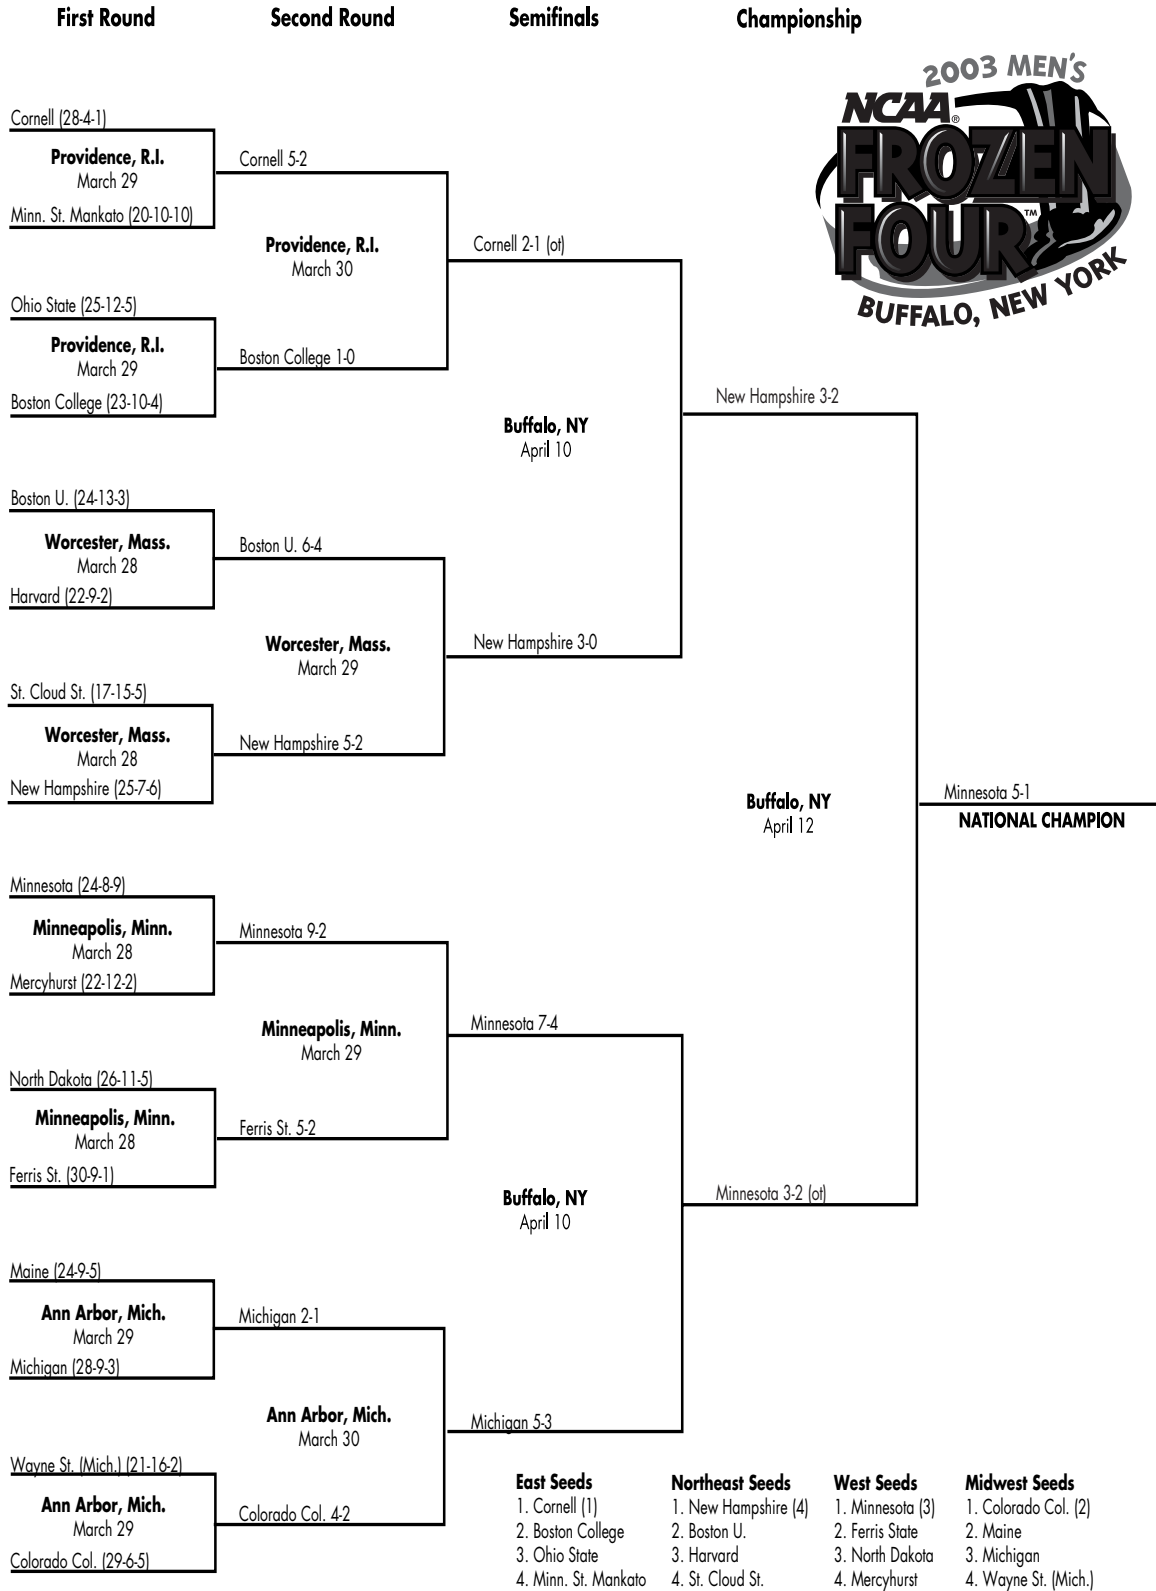 First Round Second Round Semifinals Championship
2003 MEN'S
NCAA®
FROZEN
FOUR™
BUFFALO, NEW YORK
Cornell (28-4-1)
Providence, R.I.
March 29
Minn. St. Mankato (20-10-10)
Cornell 5-2
Providence, R.I.
March 30
Ohio State (25-12-5)
Providence, R.I.
March 29
Boston College (23-10-4)
Boston College 1-0
Cornell 2-1 (ot)
Buffalo, NY
April 10
Boston U. (24-13-3)
Worcester, Mass.
March 28
Harvard (22-9-2)
Boston U. 6-4
Worcester, Mass.
March 29
St. Cloud St. (17-15-5)
Worcester, Mass.
March 28
New Hampshire (25-7-6)
New Hampshire 5-2
New Hampshire 3-0
New Hampshire 3-2
Buffalo, NY
April 12
Minnesota 5-1
NATIONAL CHAMPION
Minnesota (24-8-9)
Minneapolis, Minn.
March 28
Mercyhurst (22-12-2)
Minnesota 9-2
Minneapolis, Minn.
March 29
North Dakota (26-11-5)
Minneapolis, Minn.
March 28
Ferris St. (30-9-1)
Ferris St. 5-2
Minnesota 7-4
Buffalo, NY
April 10
Minnesota 3-2 (ot)
Maine (24-9-5)
Ann Arbor, Mich.
March 29
Michigan (28-9-3)
Michigan 2-1
Ann Arbor, Mich.
March 30
Michigan 5-3
Wayne St. (Mich.) (21-16-2)
Ann Arbor, Mich.
March 29
Colorado Col. (29-6-5)
Colorado Col. 4-2
East Seeds
1. Cornell (1)
2. Boston College
3. Ohio State
4. Minn. St. Mankato
Northeast Seeds
1. New Hampshire (4)
2. Boston U.
3. Harvard
4. St. Cloud St.
West Seeds
1. Minnesota (3)
2. Ferris State
3. North Dakota
4. Mercyhurst
Midwest Seeds
1. Colorado Col. (2)
2. Maine
3. Michigan
4. Wayne St. (Mich.)